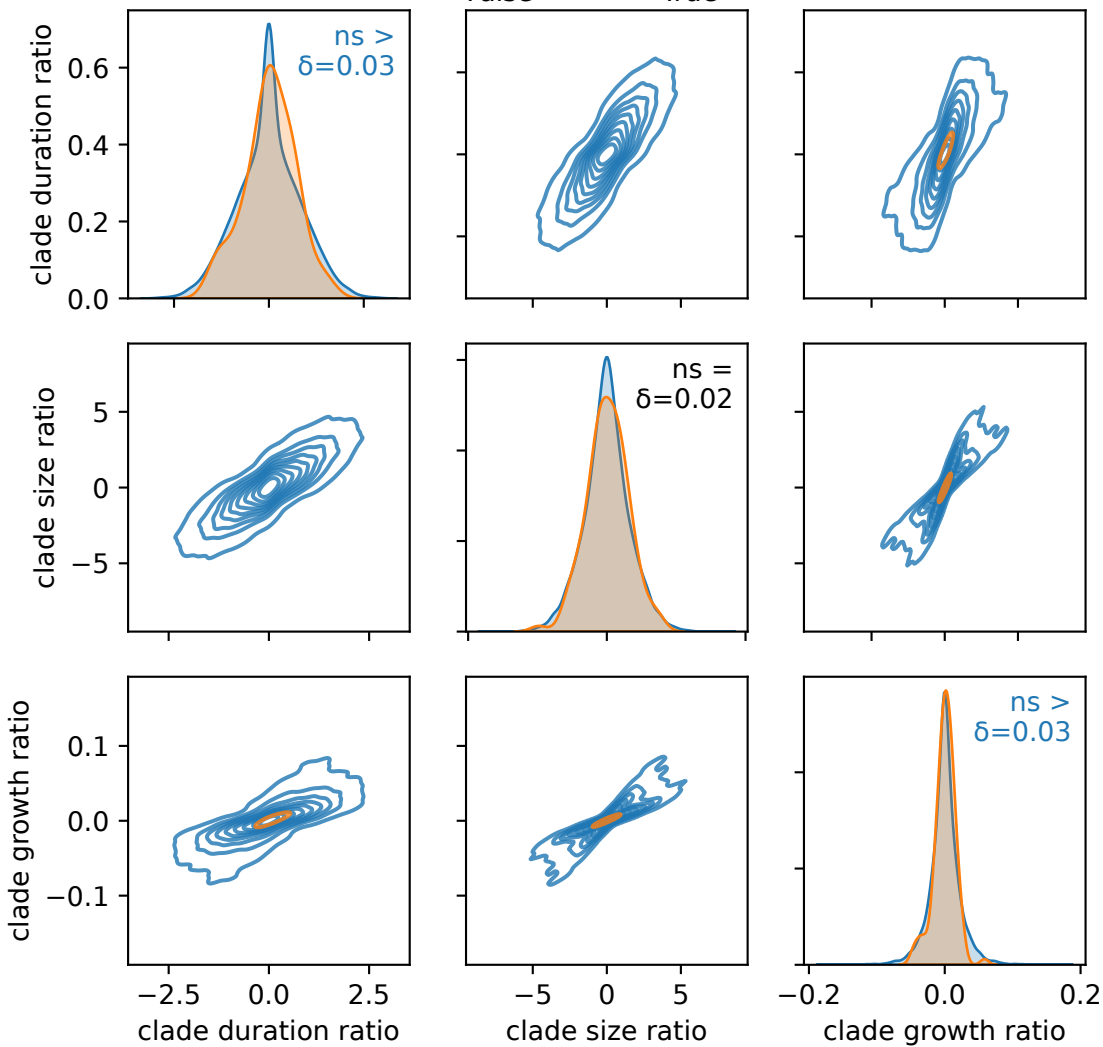 clade duration ratio
0.6
0.4
0.2
0.0
ns >
δ=0.03
clade size ratio
5
0
−5
ns =
δ=0.02
clade growth ratio
0.1
0.0
−0.1
ns >
δ=0.03
−2.5 0.0 2.5
−5 0 5
−0.2 0.0 0.2
clade duration ratio
clade size ratio
clade growth ratio